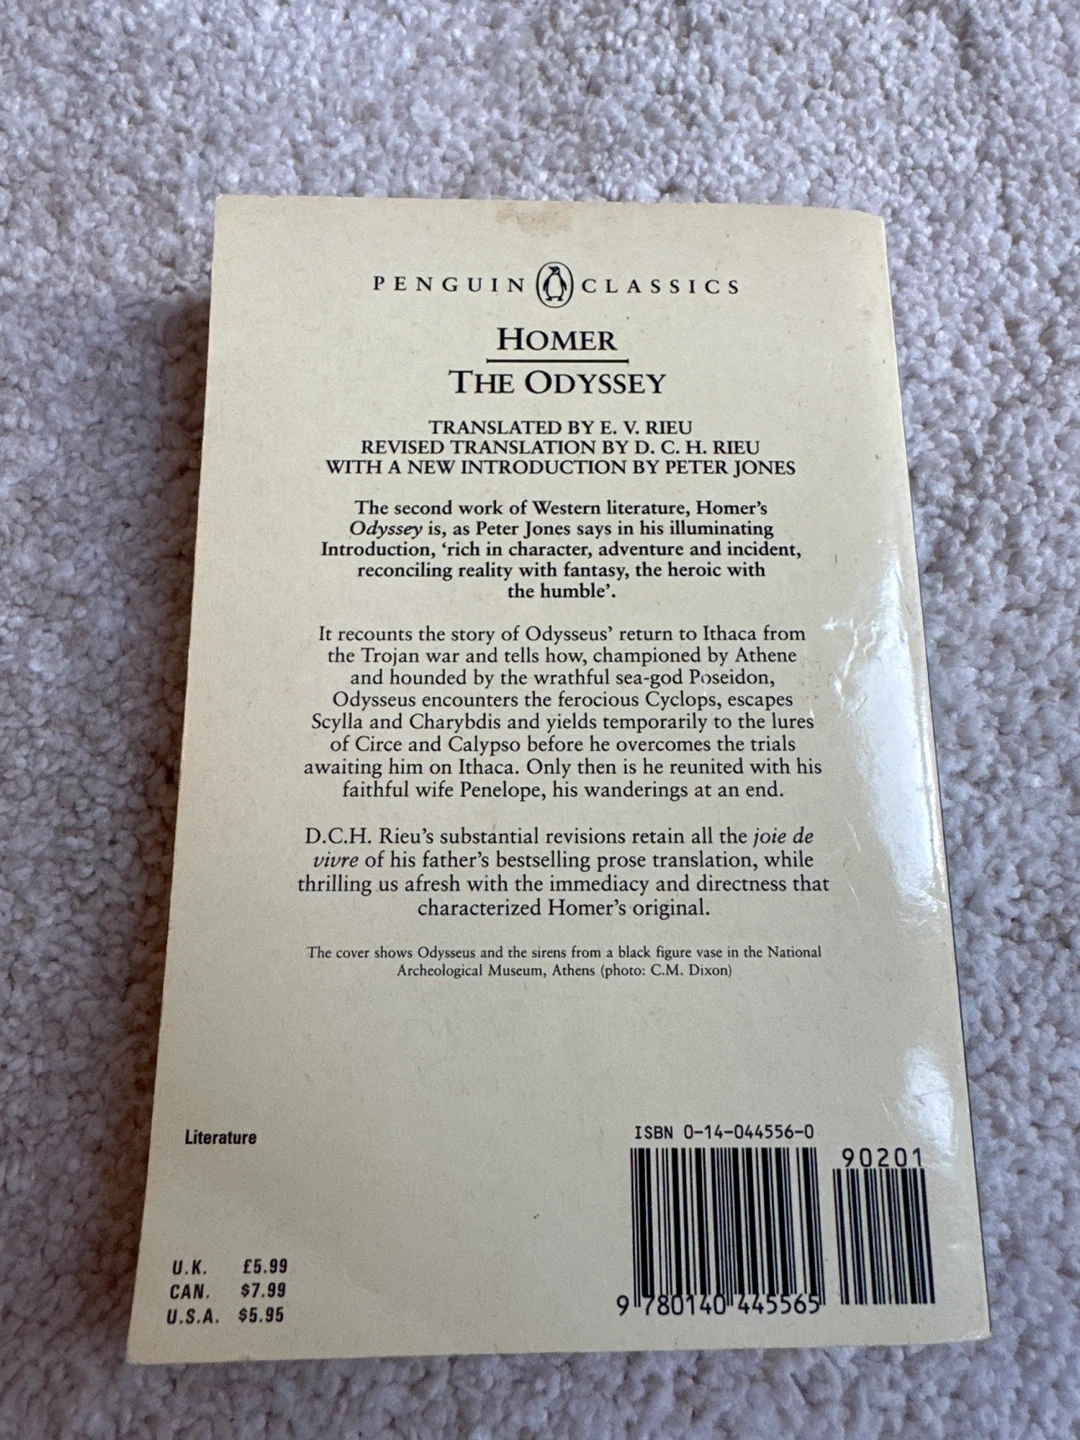 PENGUIN CLASSICS
HOMER
THE ODYSSEY
TRANSLATED BY E. V. RIEU
REVISED TRANSLATION BY D. C. H. RIEU
WITH A NEW INTRODUCTION BY PETER JONES
The second work of Western literature, Homer's
Odyssey is, as Peter Jones says in his illuminating
Introduction, 'rich in character, adventure and incident,
reconciling reality with fantasy, the heroic with
the humble'.
It recounts the story of Odysseus' return to Ithaca from
the Trojan war and tells how, championed by Athene
and hounded by the wrathful sea-god Poseidon,
Odysseus encounters the ferocious Cyclops, escapes
Scylla and Charybdis and yields temporarily to the lures
of Circe and Calypso before he overcomes the trials
awaiting him on Ithaca. Only then is he reunited with his
faithful wife Penelope, his wanderings at an end.
D.C.H. Rieu's substantial revisions retain all the joie de
vivre of his father's bestselling prose translation, while
thrilling us afresh with the immediacy and directness that
characterized Homer's original.
The cover shows Odysseus and the sirens from a black figure vase in the National
Archeological Museum, Athens (photo: C.M. Dixon)
Literature
ISBN 0-14-044556-0
90201
9 780140 445565
U.K. £5.99
CAN. $7.99
U.S.A. $5.95